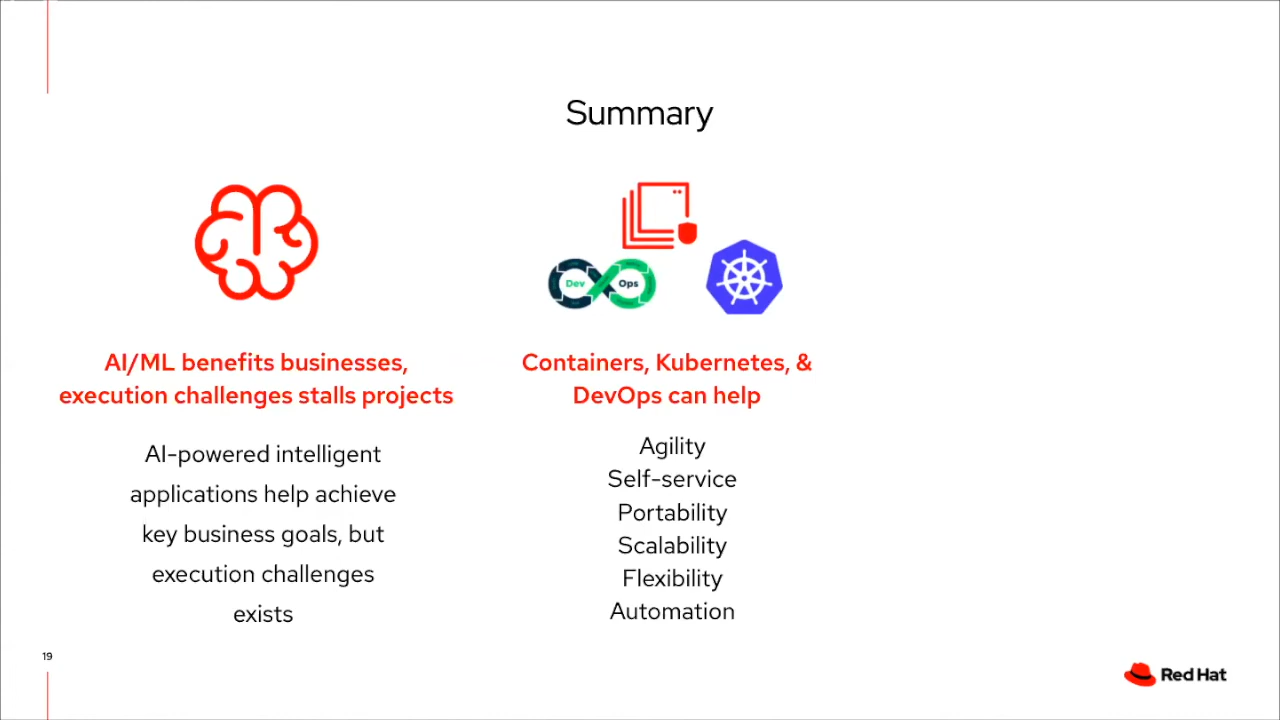 Summary
Dev
Ops
AI/ML benefits businesses,
execution challenges stalls projects
AI-powered intelligent
applications help achieve
key business goals, but
execution challenges
exists
Containers, Kubernetes, &
DevOps can help
Agility
Self-service
Portability
Scalability
Flexibility
Automation
19
Red Hat